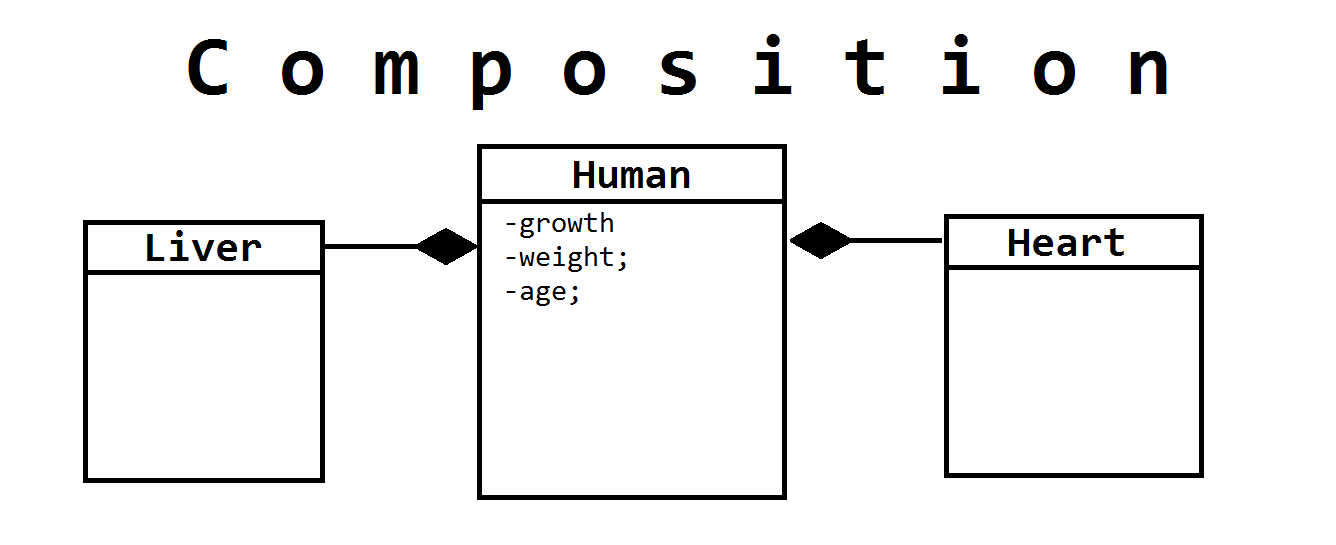 C o m p o s i t i o n
Human
-growth
-weight;
-age;
Liver
Heart